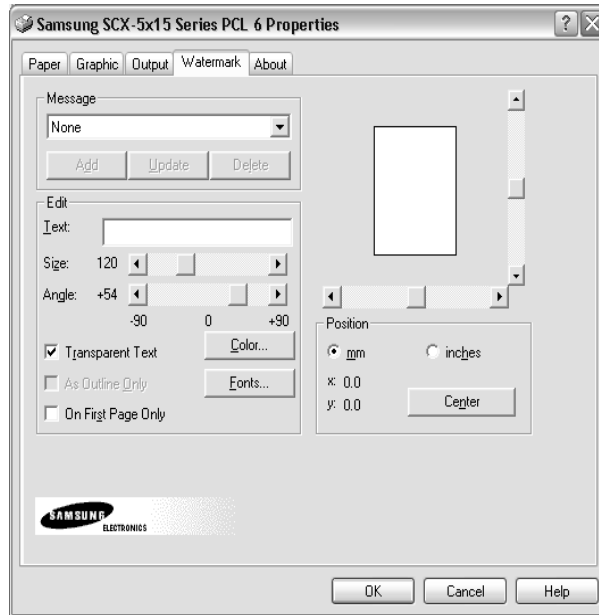 Samsung SCX-5x15 Series PCL 6 Properties
Paper Graphic Output Watermark About
Message
None
Add Update Delete
Edit
Text:
Size: 120
Angle: +54
-90 0 +90
Transparent Text Color...
As Outline Only Fonts...
On First Page Only
Position
mm inches
x: 0.0
y: 0.0 Center
SAMSUNG
ELECTRONICS
OK Cancel Help